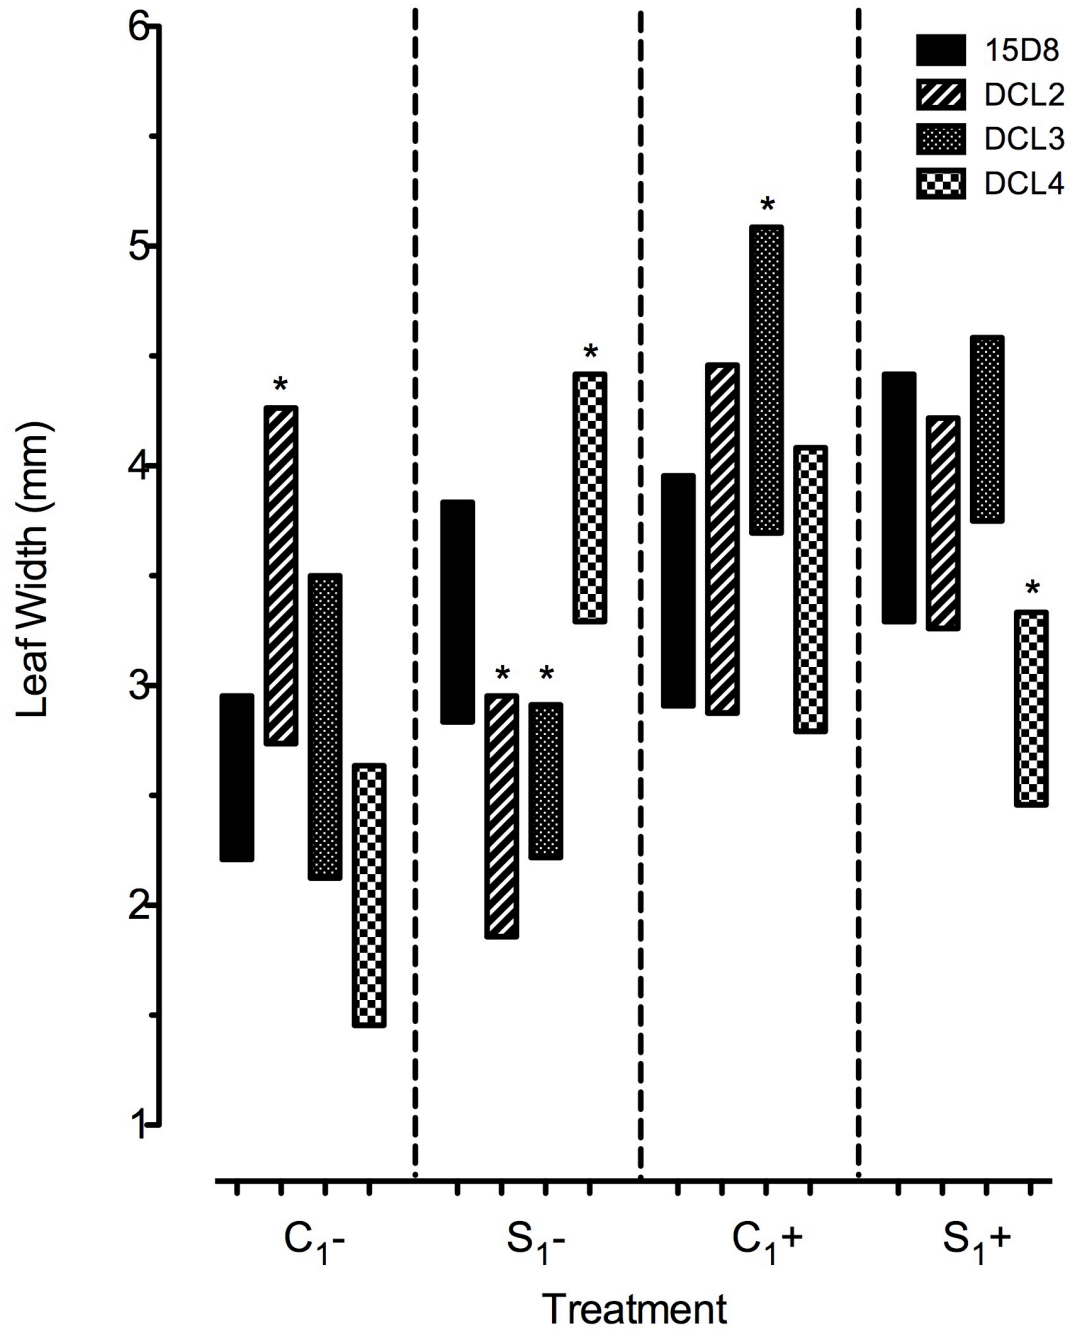 6
5
4
3
2
1
Leaf Width (mm)
15D8
DCL2
DCL3
DCL4
*
*
*
*
*
*
C1-
S1-
C1+
S1+
Treatment